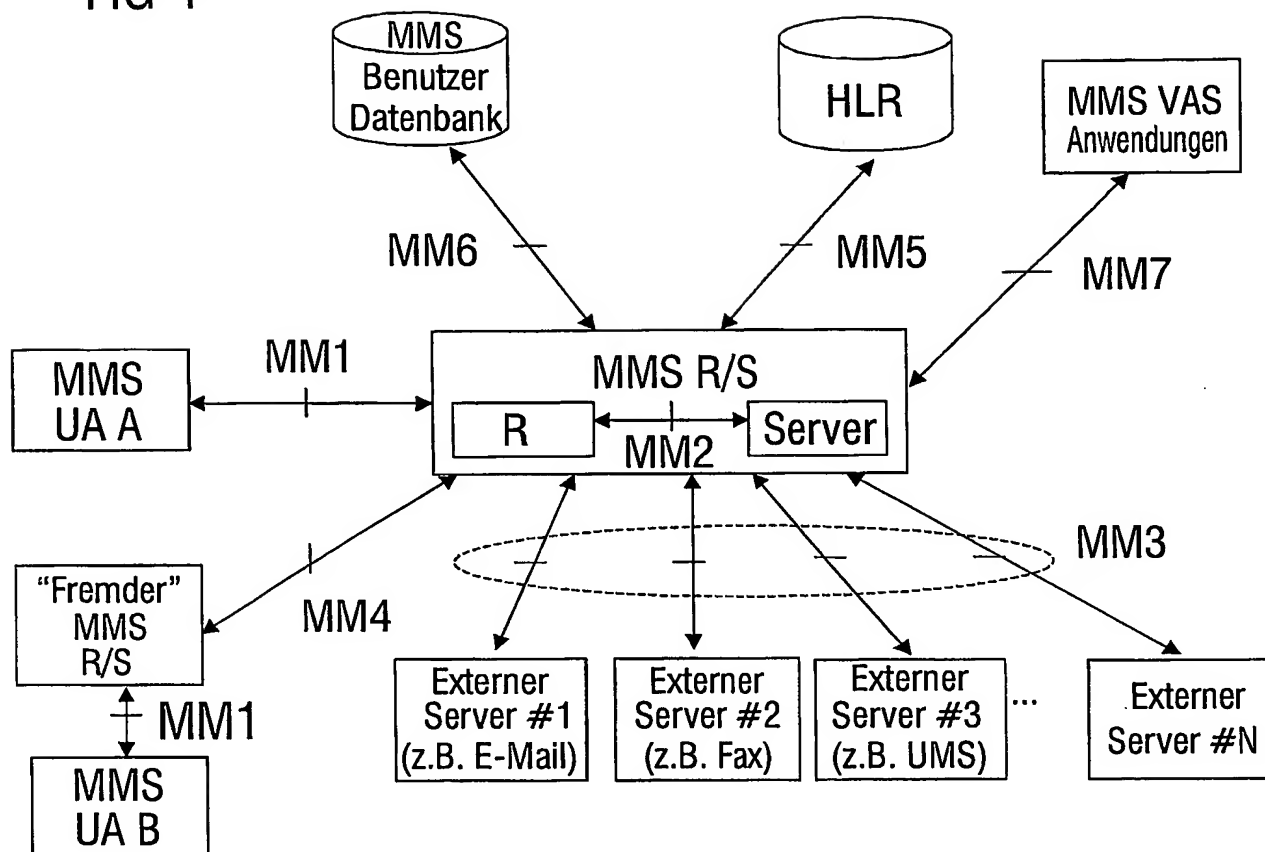 MMS
Benutzer
Datenbank
HLR
MMS VAS
Anwendungen
MM6
MM5
MM7
MMS
UA A
MM1
MMS R/S
R
Server
MM2
MM3
MM4
"Fremder"
MMS
R/S
MM1
MMS
UA B
Externer
Server #1
(z.B. E-Mail)
Externer
Server #2
(z.B. Fax)
Externer
Server #3
(z.B. UMS)
...
Externer
Server #N